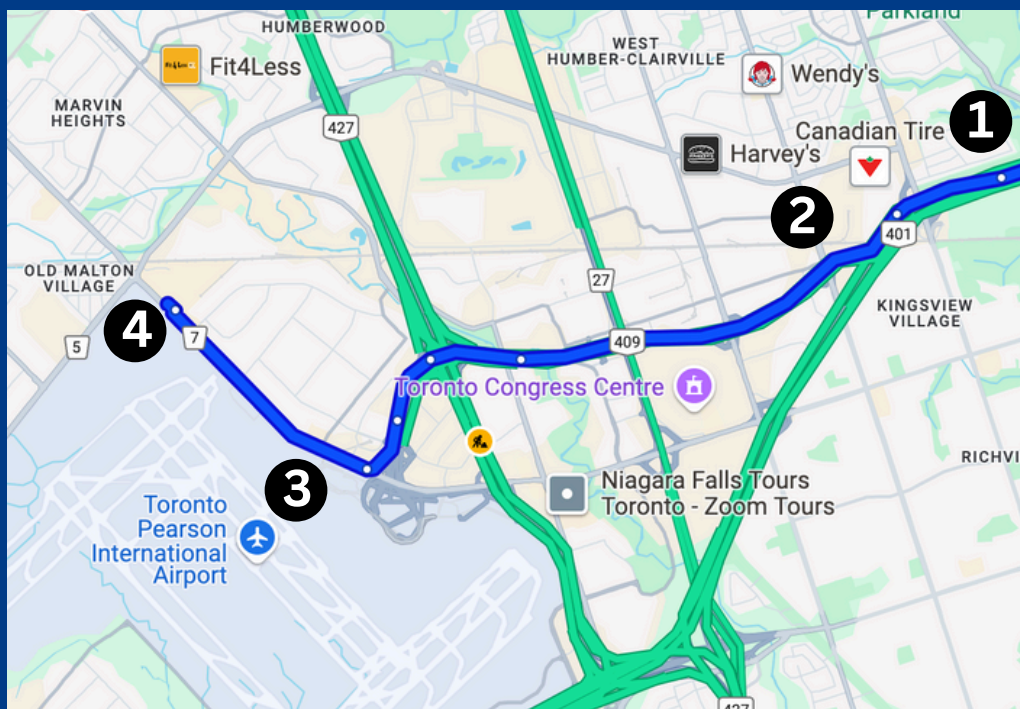 HUMBERWOOD
Parkland
WEST
HUMBER-CLAIRVILLE
Fit4Less
Wendy's
MARVIN
HEIGHTS
427
Canadian Tire
1
Harvey's
2
401
OLD MALTON
VILLAGE
27
KINGSVIEW
VILLAGE
4
7
5
409
Toronto Congress Centre
RICHVI
3
Niagara Falls Tours
Toronto - Zoom Tours
Toronto
Pearson
International
Airport
427